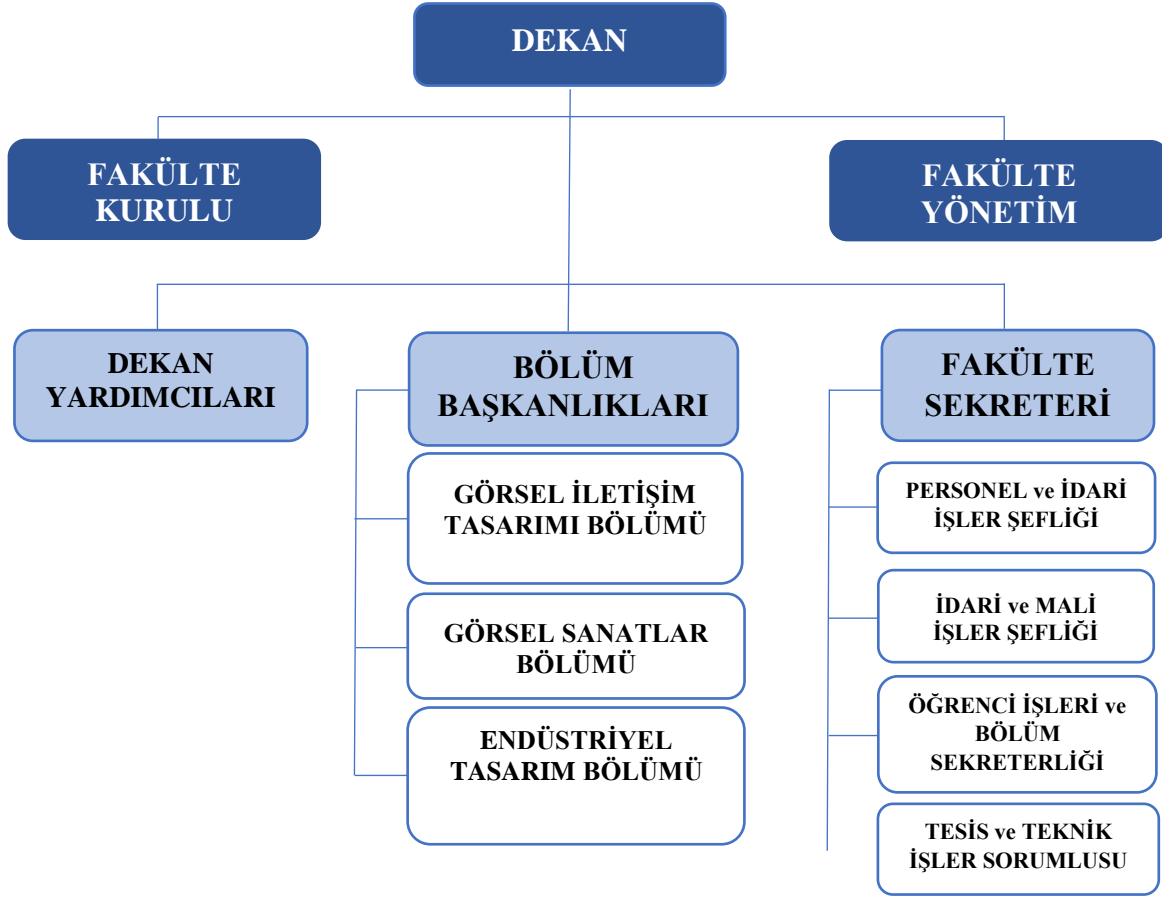 DEKAN
FAKÜLTE
KURULU
FAKÜLTE
YÖNETİM
DEKAN
YARDIMCILARI
BÖLÜM
BAŞKANLIKLARI
GÖRSEL İLETİŞİM
TASARIMI BÖLÜMÜ
GÖRSEL SANATLAR
BÖLÜMÜ
ENDÜSTRİYEL
TASARIM BÖLÜMÜ
FAKÜLTE
SEKRETERİ
PERSONEL ve İDARİ
İŞLER ŞEFLİĞİ
İDARİ ve MALİ
İŞLER ŞEFLİĞİ
ÖĞRENCİ İŞLERİ ve
BÖLÜM
SEKRETERLİĞİ
TESİS ve TEKNİK
İŞLER SORUMLUSU